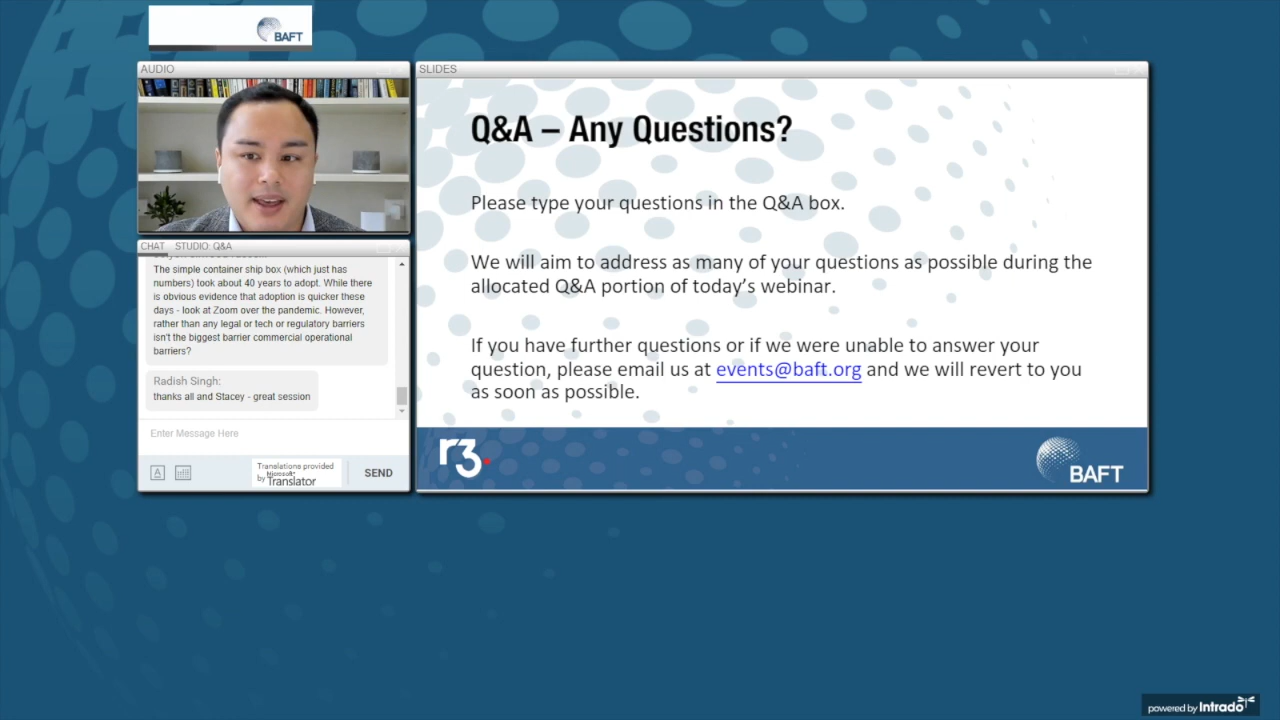 BAFT
AUDIO
CHAT STUDIO: Q&A
The simple container ship box (which just has
numbers) took about 40 years to adopt. While there
is obvious evidence that adoption is quicker these
days - look at Zoom over the pandemic. However,
rather than any legal or tech or regulatory barriers
isn't the biggest barrier commercial operational
barriers?
Radish Singh:
thanks all and Stacey - great session
Enter Message Here
Translations provided
by Microsoft
Translator
SEND
SLIDES
Q&A – Any Questions?
Please type your questions in the Q&A box.
We will aim to address as many of your questions as possible during the
allocated Q&A portion of today’s webinar.
If you have further questions or if we were unable to answer your
question, please email us at events@baft.org and we will revert to you
as soon as possible.
r3.
BAFT
powered by Intrado